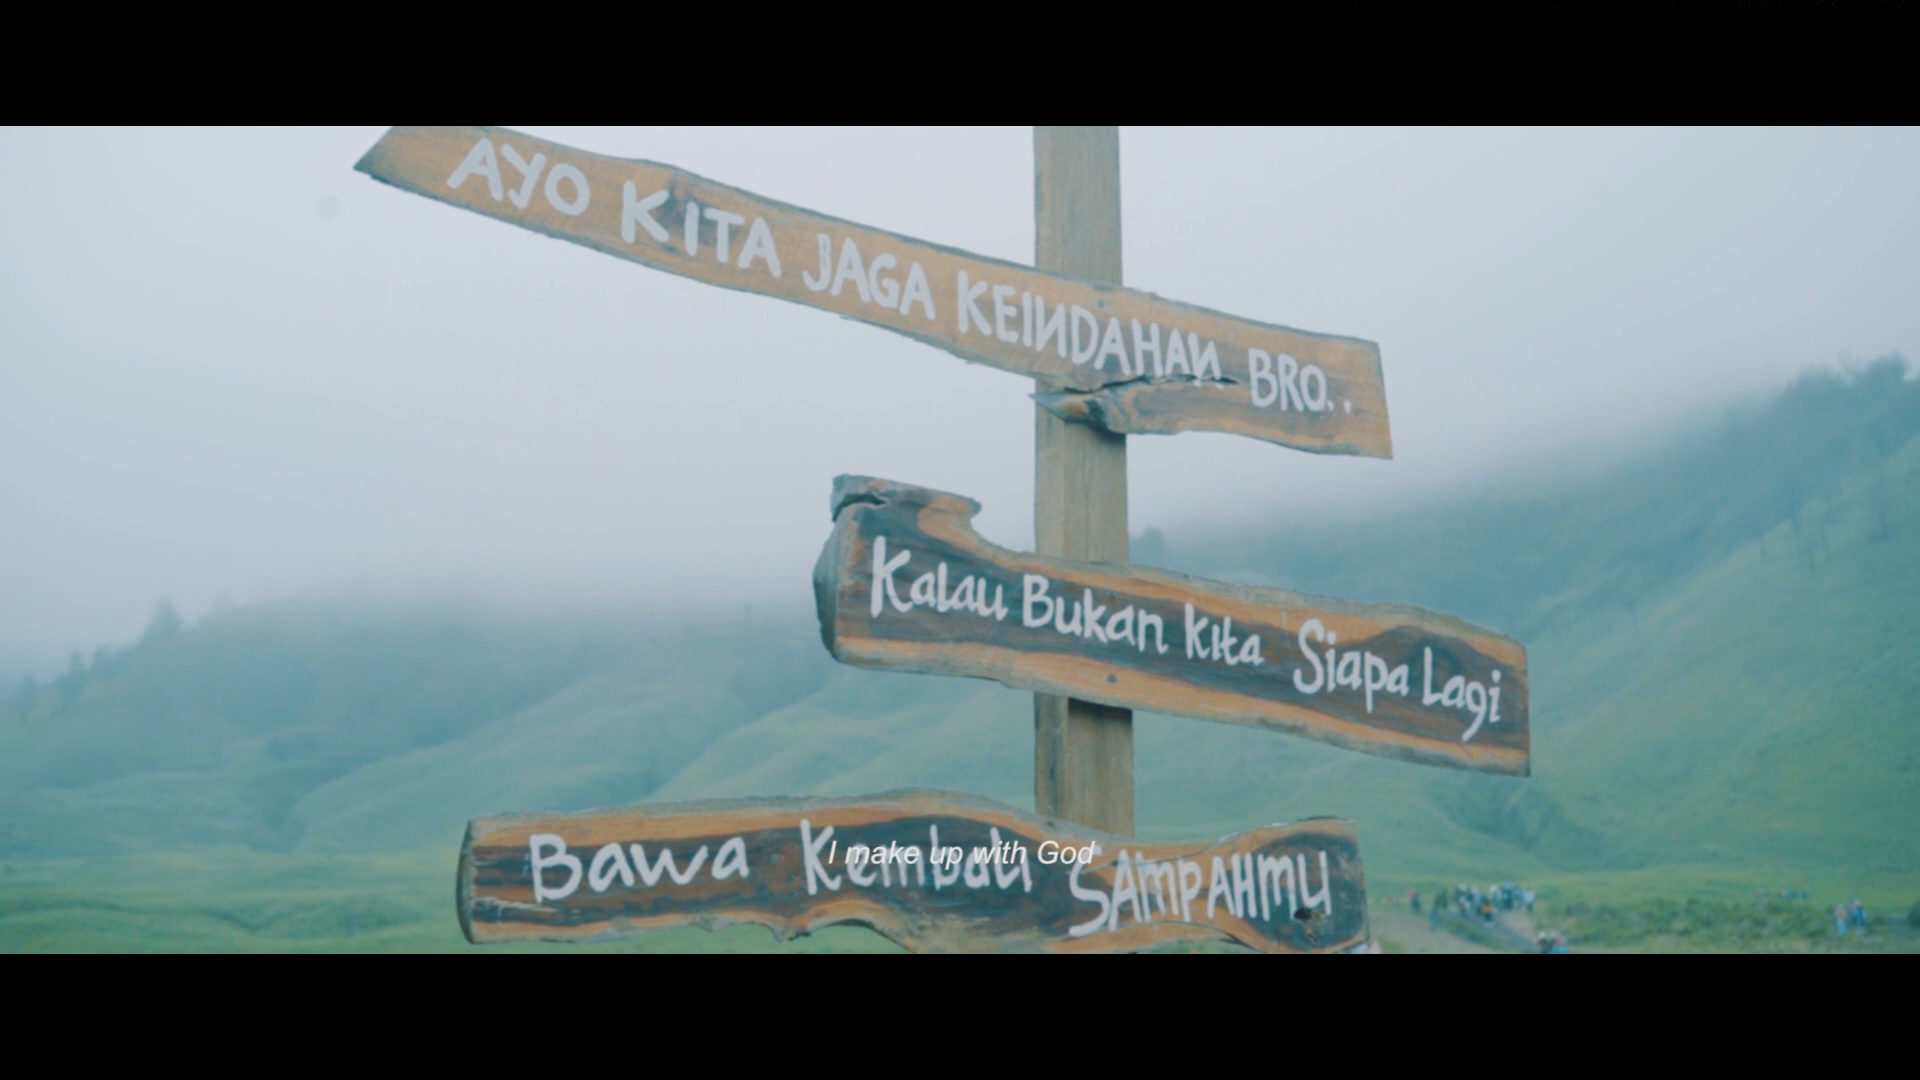 AYO KITA JAGA KEINDAHAN BRO..
Kalau Bukan Kita Siapa Lagi
Bawa Kembali SAMPAHMU
I make up with God